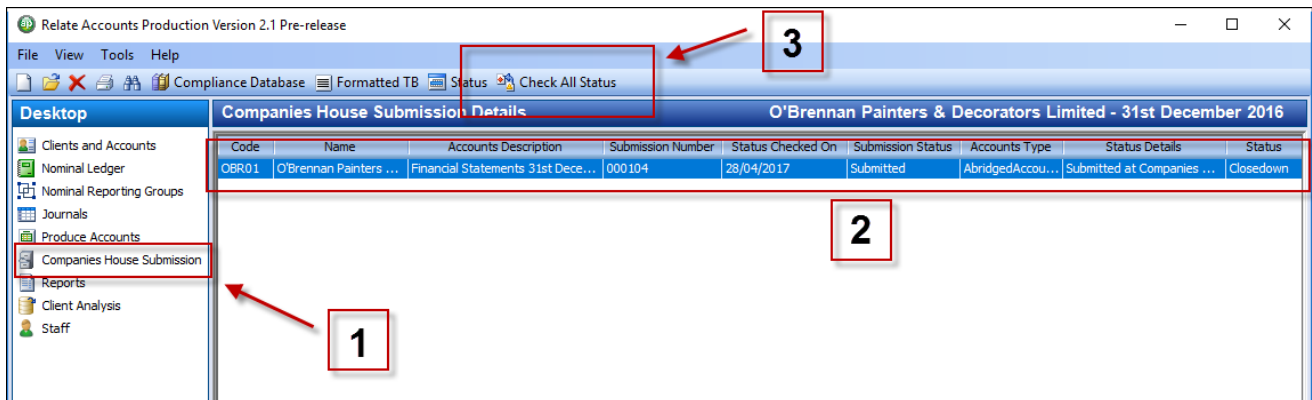 Relate Accounts Production Version 2.1 Pre-release
3
File View Tools Help
Compliance Database Formatted TB Status Check All Status
Desktop
Companies House Submission Details O'Brennan Painters & Decorators Limited - 31st December 2016
Clients and Accounts
Nominal Ledger
Nominal Reporting Groups
Journals
Produce Accounts
Companies House Submission
Reports
Client Analysis
Staff
Code Name Accounts Description Submission Number Status Checked On Submission Status Accounts Type Status Details Status
OBR01 O'Brennan Painters ... Financial Statements 31st Dece... 000104 28/04/2017 Submitted AbridgedAccou... Submitted at Companies ... Closedown
2
1